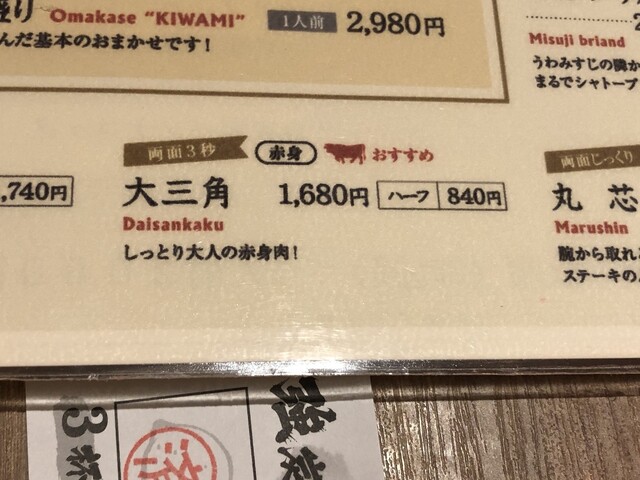 盛り Omakase "KIWAMI" 1人前 2,980円
んだ基本のおまかせです!
Misuji briand
うわみすじの隣か
まるでシャトーブ
,740円
両面3秒 赤身 おすすめ
大三角 1,680円 ハーフ 840円
Daisankaku
しっとり大人の赤身肉!
両面じっくり
丸芯
Marushin
腕から取れ
ステーキの
3杯
強